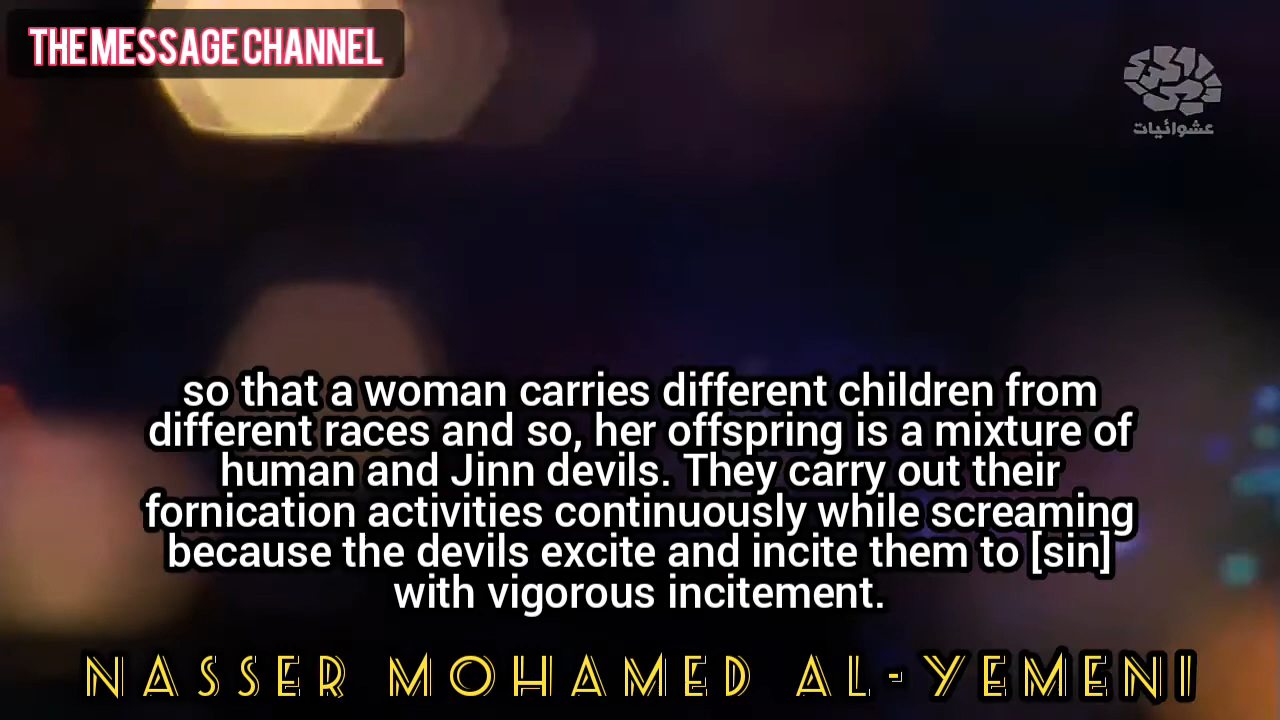 THE MESSAGE CHANNEL
عشوائيات
so that a woman carries different children from
different races and so, her offspring is a mixture of
human and Jinn devils. They carry out their
fornication activities continuously while screaming
because the devils excite and incite them to [sin]
with vigorous incitement.
NASSER MOHAMED AL-YEMENI